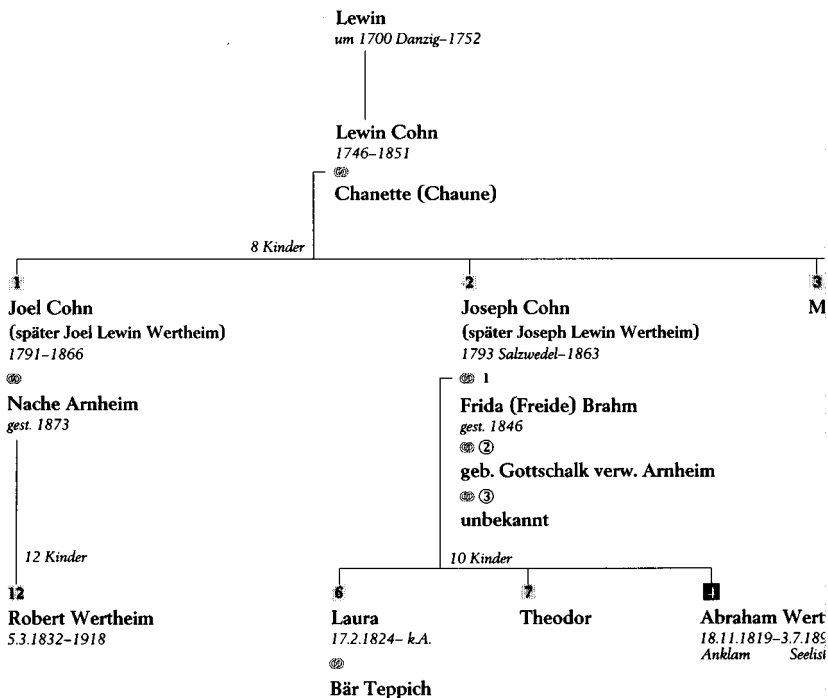 Lewin
um 1700 Danzig–1752
Lewin Cohn
1746–1851
Chanette (Chaune)
8 Kinder
1
2
3
Joel Cohn
Joseph Cohn
M
(später Joel Lewin Wertheim)
(später Joseph Lewin Wertheim)
1791–1866
1793 Salzwedel–1863
1
Nache Arnheim
Frida (Freide) Brahm
gest. 1873
gest. 1846
②
geb. Gottschalk verw. Arnheim
③
unbekannt
12 Kinder
10 Kinder
12
6
7
4
Robert Wertheim
Laura
Theodor
Abraham Wert
5.3.1832–1918
17.2.1824– k.A.
18.11.1819–3.7.189
Anklam Seelisi
Bär Teppich